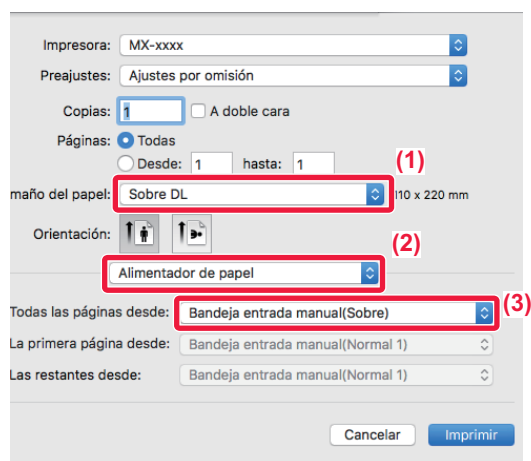 Impresora: MX-xxxx
Preajustes: Ajustes por omisión
Copias: 1 A doble cara
Páginas: Todas
Desde: 1 hasta: 1
(1)
maño del papel: Sobre DL 110 x 220 mm
Orientación:
(2)
Alimentador de papel
(3)
Todas las páginas desde: Bandeja entrada manual(Sobre)
La primera página desde: Bandeja entrada manual(Normal 1)
Las restantes desde: Bandeja entrada manual(Normal 1)
Cancelar Imprimir